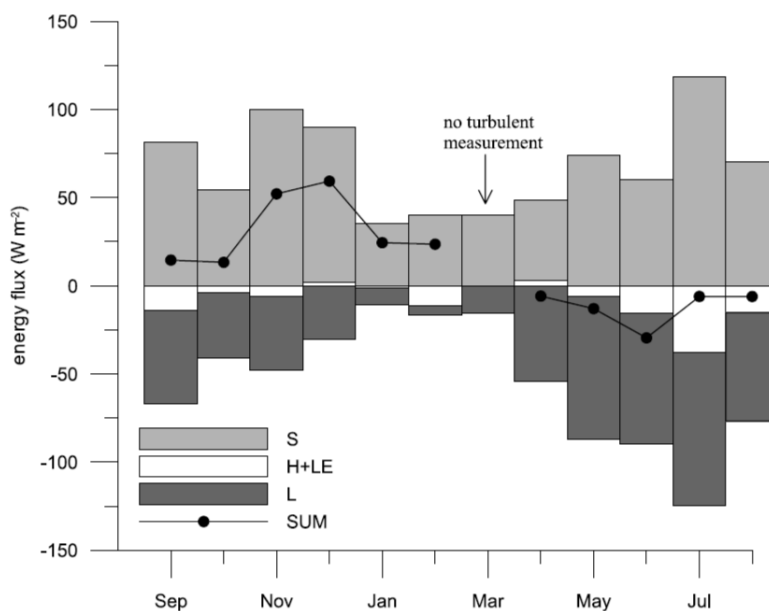 150
100
50
0
-50
-100
-150
energy flux (W m-2)
no turbulent
measurement
S
H+LE
L
SUM
Sep
Nov
Jan
Mar
May
Jul